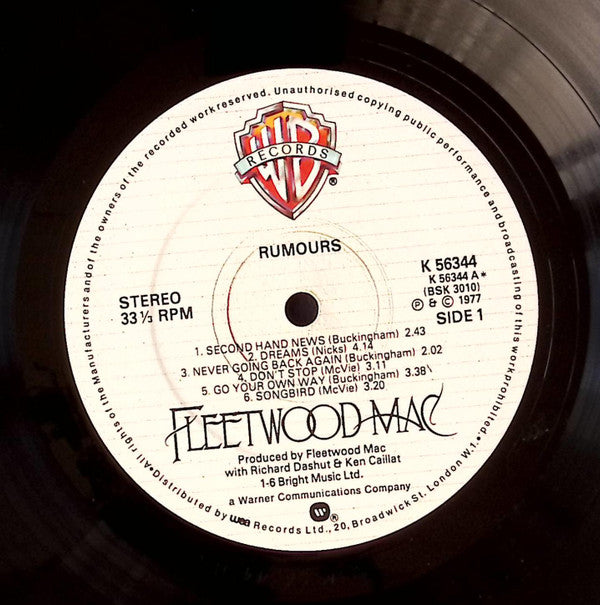 All rights of the Manufacturers and of the owners of the recorded work reserved. Unauthorised copying public performance and broadcasting of this work prohibited.
W B
RECORDS
®
RUMOURS
STEREO
33⅓ RPM
K 56344
K 56344 A*
(BSK 3010)
Ⓟ & © 1977
SIDE 1
1. SECOND HAND NEWS (Buckingham) 2.43
2. DREAMS (Nicks) 4.14
3. NEVER GOING BACK AGAIN (Buckingham) 2.02
4. DON'T STOP (McVie) 3.11
5. GO YOUR OWN WAY (Buckingham) 3.38\
6. SONGBIRD (McVie) 3.20
FLEETWOOD MAC
Produced by Fleetwood Mac
with Richard Dashut & Ken Caillat
1-6 Bright Music Ltd.
a Warner Communications Company
W ®
•Distributed by wea Records Ltd., 20, Broadwick St. London W.1.•